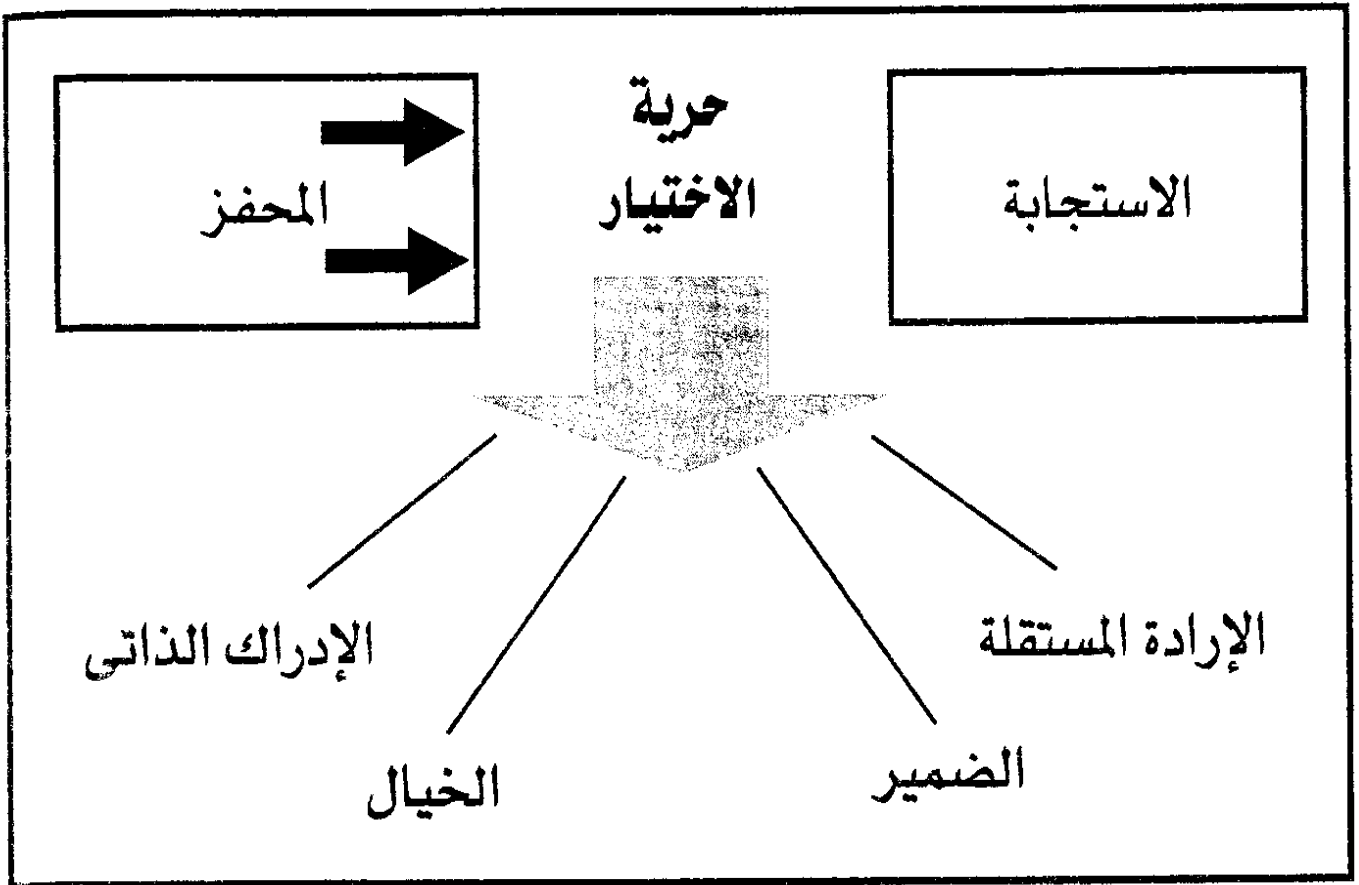 المحفز
حرية
الاختيار
الاستجابة
الإدراك الذاتى
الخيال
الضمير
الإرادة المستقلة